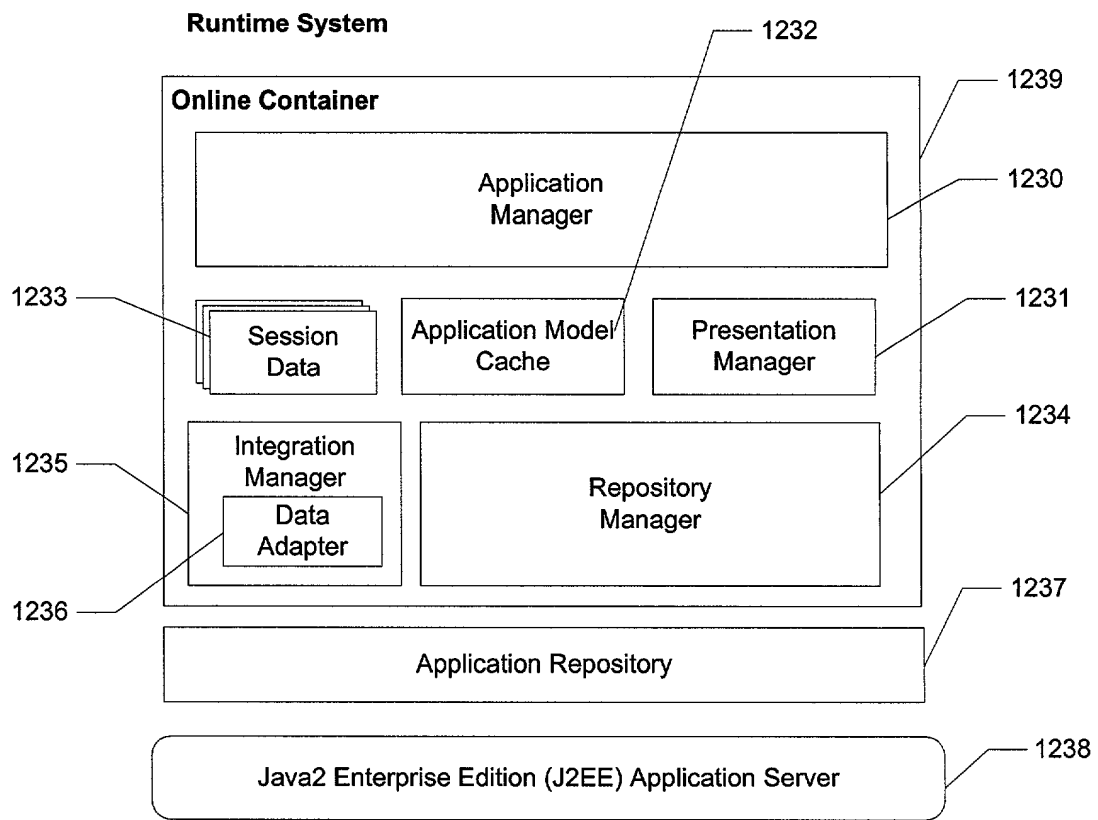 Runtime System
1232
Online Container
1239
Application
Manager
1230
1233
Session
Data
Application Model
Cache
Presentation
Manager
1231
1234
1235
Integration
Manager
Repository
Manager
Data
Adapter
1236
1237
Application Repository
1238
Java2 Enterprise Edition (J2EE) Application Server